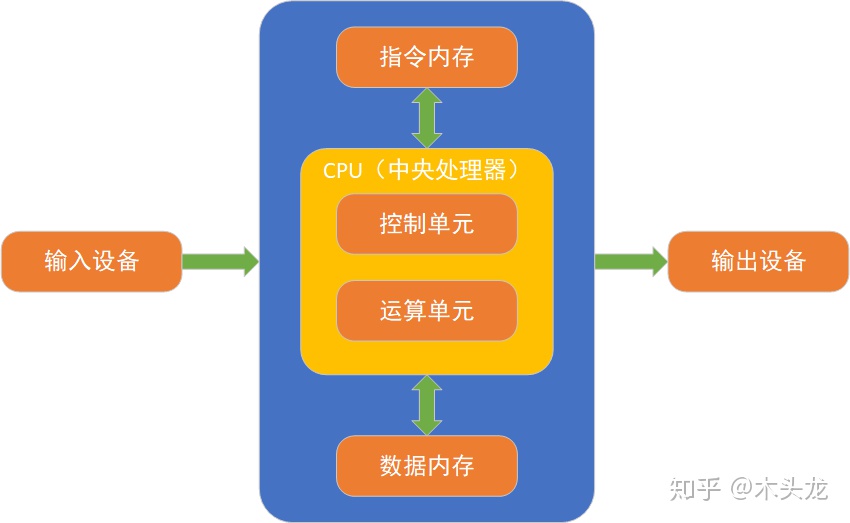 指令内存
CPU（中央处理器）
控制单元
输入设备
输出设备
运算单元
数据内存
知乎 @木头龙